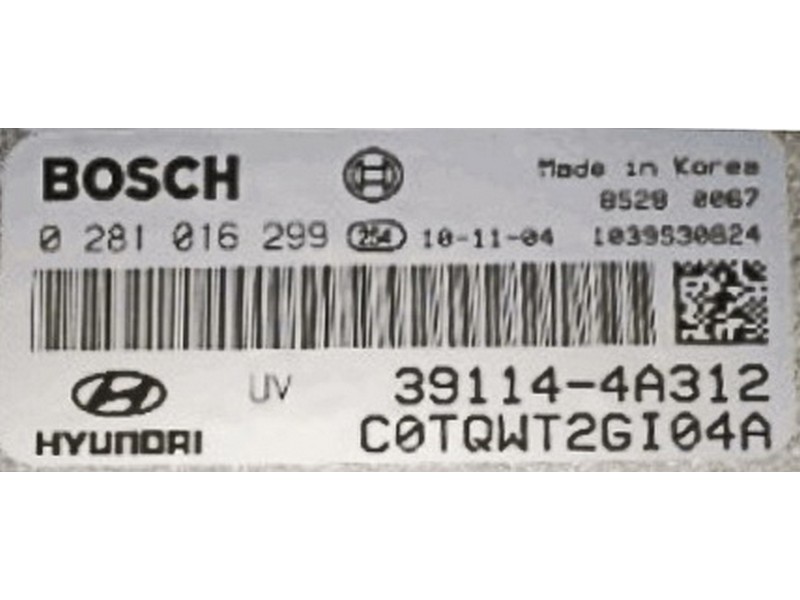 BOSCH
Made in Korea
8520 0067
0 281 016 299 254 10-11-04 1039530824
UV 39114-4A312
HYUNDAI C0TQWT2GI04A